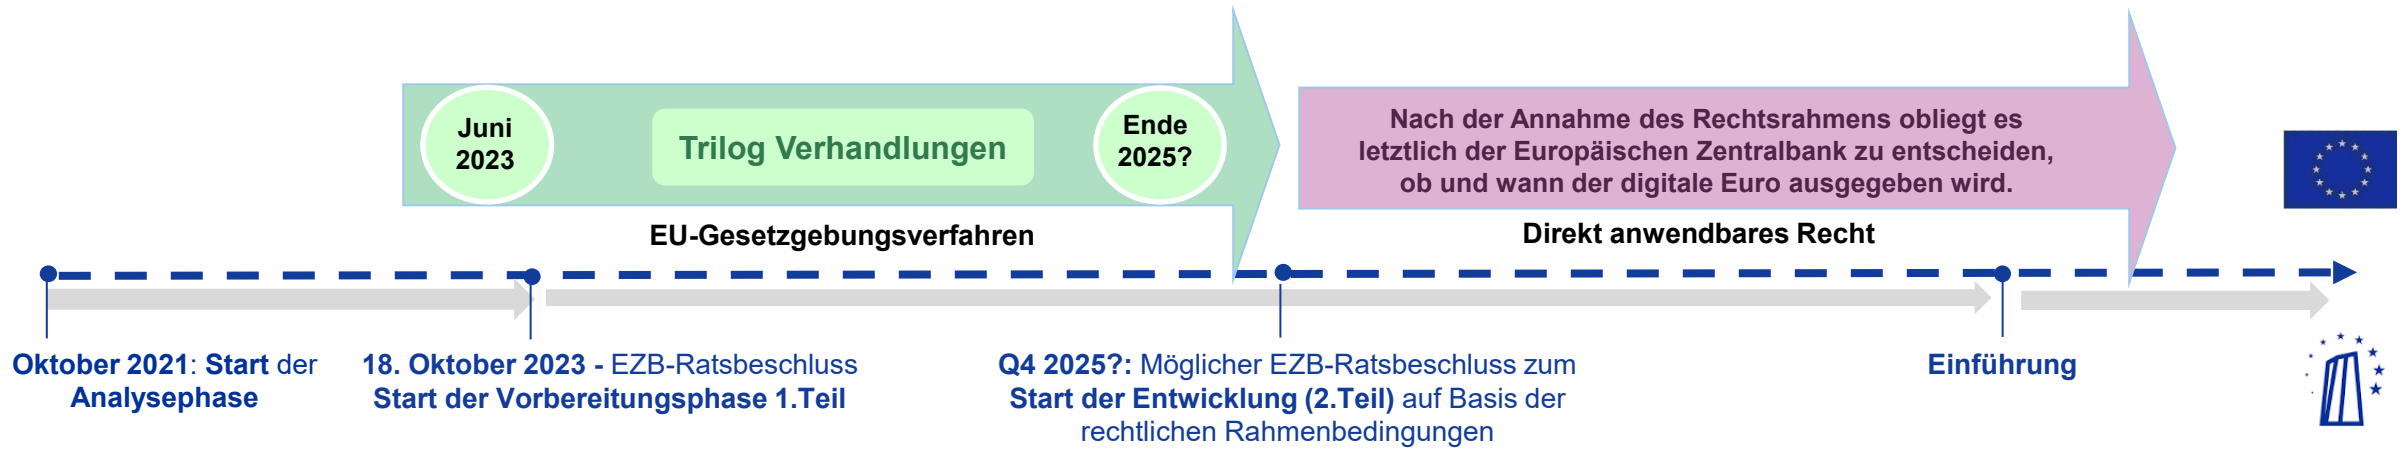 Juni
2023
Trilog Verhandlungen
Ende
2025?
Nach der Annahme des Rechtsrahmens obliegt es
letztlich der Europäischen Zentralbank zu entscheiden,
ob und wann der digitale Euro ausgegeben wird.
EU-Gesetzgebungsverfahren
Direkt anwendbares Recht
Oktober 2021: Start der
Analysephase
18. Oktober 2023 - EZB-Ratsbeschluss
Start der Vorbereitungsphase 1.Teil
Q4 2025?: Möglicher EZB-Ratsbeschluss zum
Start der Entwicklung (2.Teil) auf Basis der
rechtlichen Rahmenbedingungen
Einführung